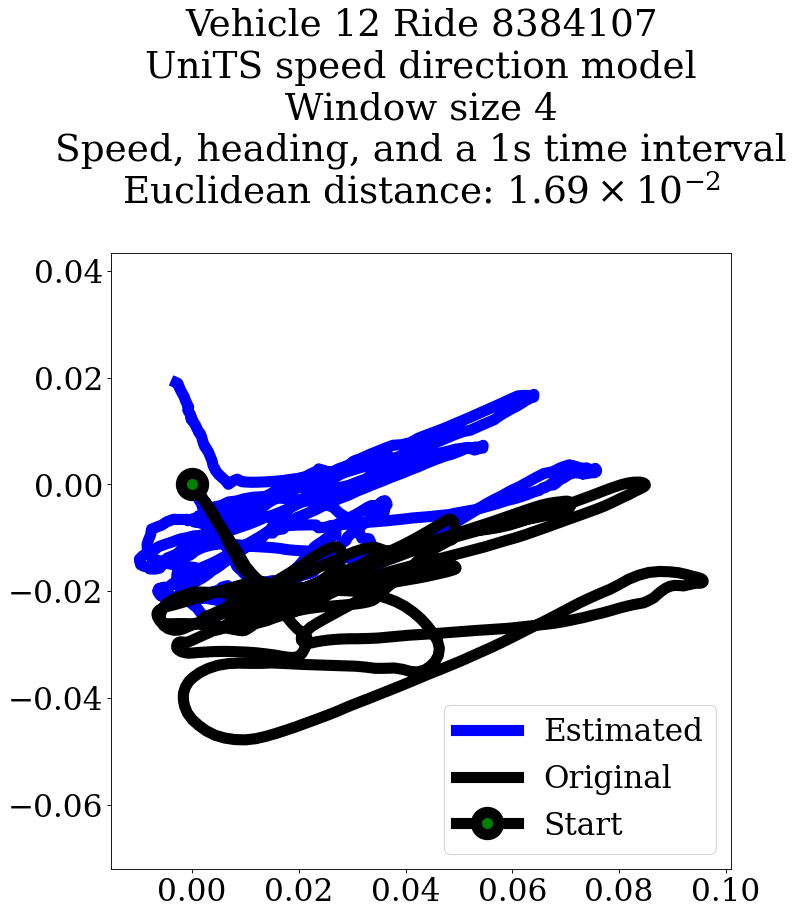 Vehicle 12 Ride 8384107
UniTS speed direction model
Window size 4
Speed, heading, and a 1s time interval
Euclidean distance: 1.69 × 10⁻²
0.04
0.02
0.00
−0.02
−0.04
−0.06
Estimated
Original
Start
0.00 0.02 0.04 0.06 0.08 0.10